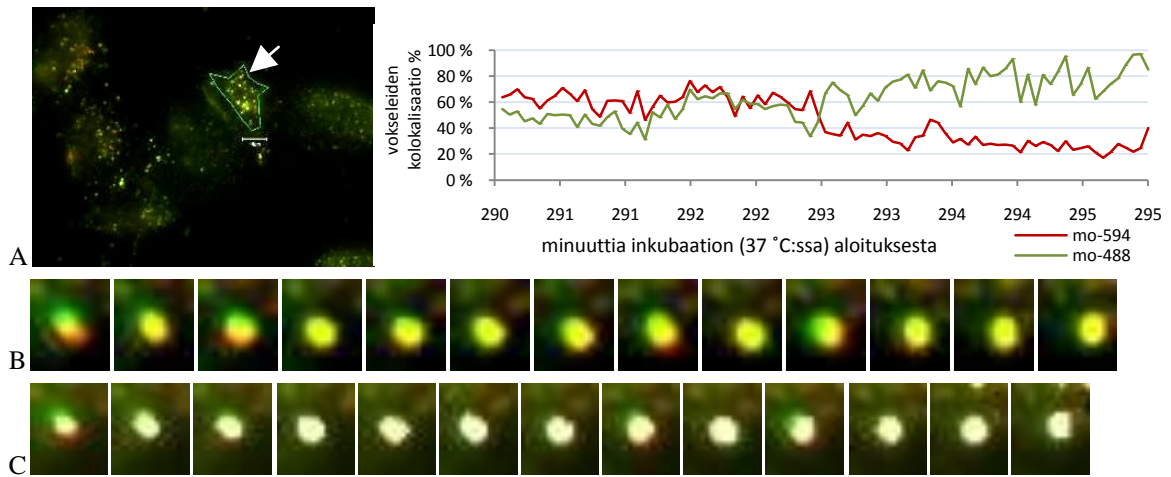 100 %
80 %
60 %
40 %
20 %
0 %
vokseleiden
kolokalisaatio %
290 291 291 292 292 293 293 294 294 295 295
minuuttia inkubaation (37 ˚C:ssa) aloituksesta
mo-594
mo-488
A
B
C